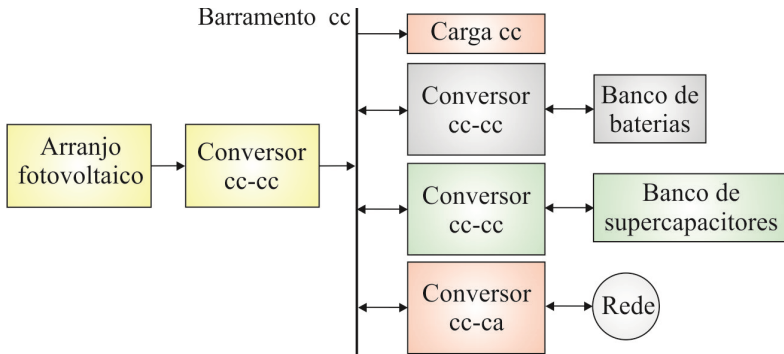 Barramento cc
Carga cc
Conversor
cc-cc
Banco de
baterias
Arranjo
fotovoltaico
Conversor
cc-cc
Conversor
cc-cc
Banco de
supercapacitores
Conversor
cc-ca
Rede